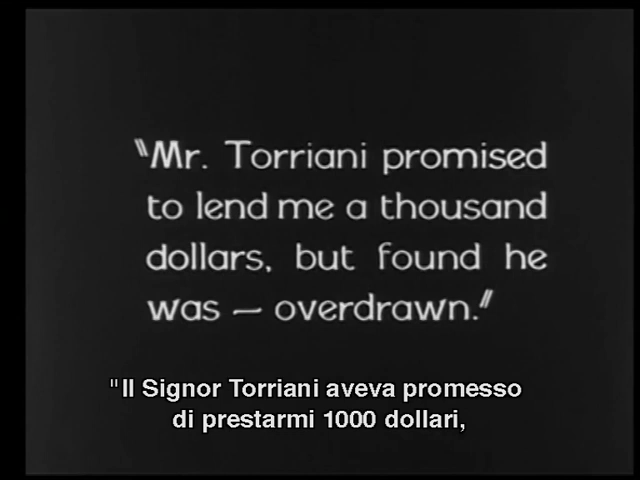 "Mr. Torriani promised
to lend me a thousand
dollars, but found he
was — overdrawn."
"Il Signor Torriani aveva promesso
di prestarmi 1000 dollari,